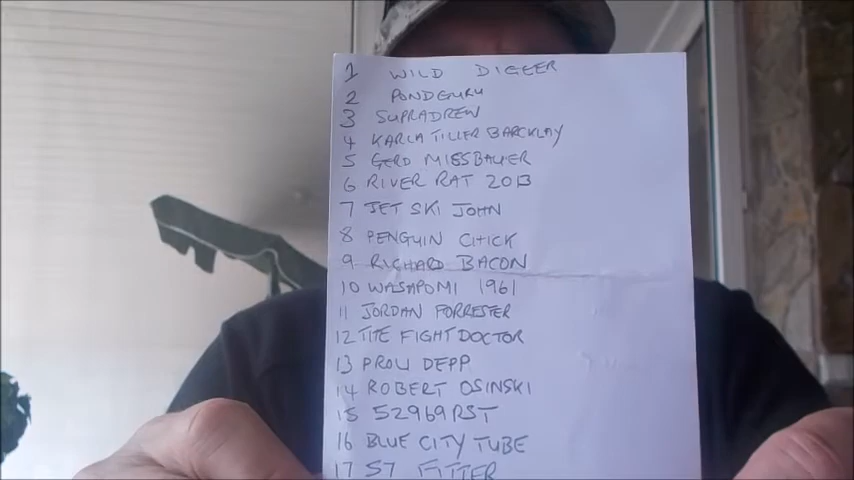 1 WILD DIGGER
2 PONDGURU
3 SUPRADREW
4 KARLA TILLER BARCKLAY
5 GERD MIESBAUER
6 RIVER RAT 2013
7 JET SKI JOHN
8 PENGUIN CHICK
9 RICHARD BACON
10 WASAPOMI 1961
11 JORDAN FORRESTER
12 THE FIGHT DOCTOR
13 PROU DEPP
14 ROBERT OSINSKI
15 52969RST
16 BLUE CITY TUBE
17 57 FITTER